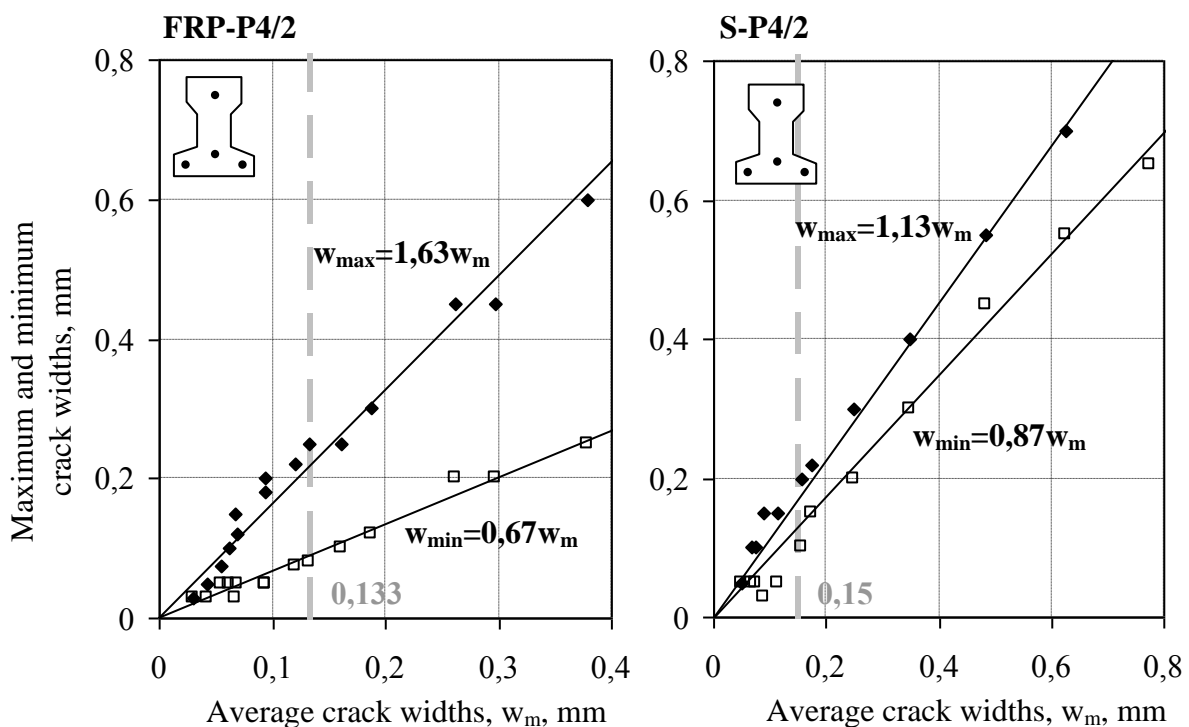 FRP-P4/2
S-P4/2
Maximum and minimum
crack widths, mm
0,8
0,6
0,4
0,2
0
wmax=1,63wm
wmin=0,67wm
0,133
0
0,1
0,2
0,3
0,4
Average crack widths, wm, mm
0,8
0,6
0,4
0,2
0
wmax=1,13wm
wmin=0,87wm
0,15
0
0,2
0,4
0,6
0,8
Average crack widths, wm, mm